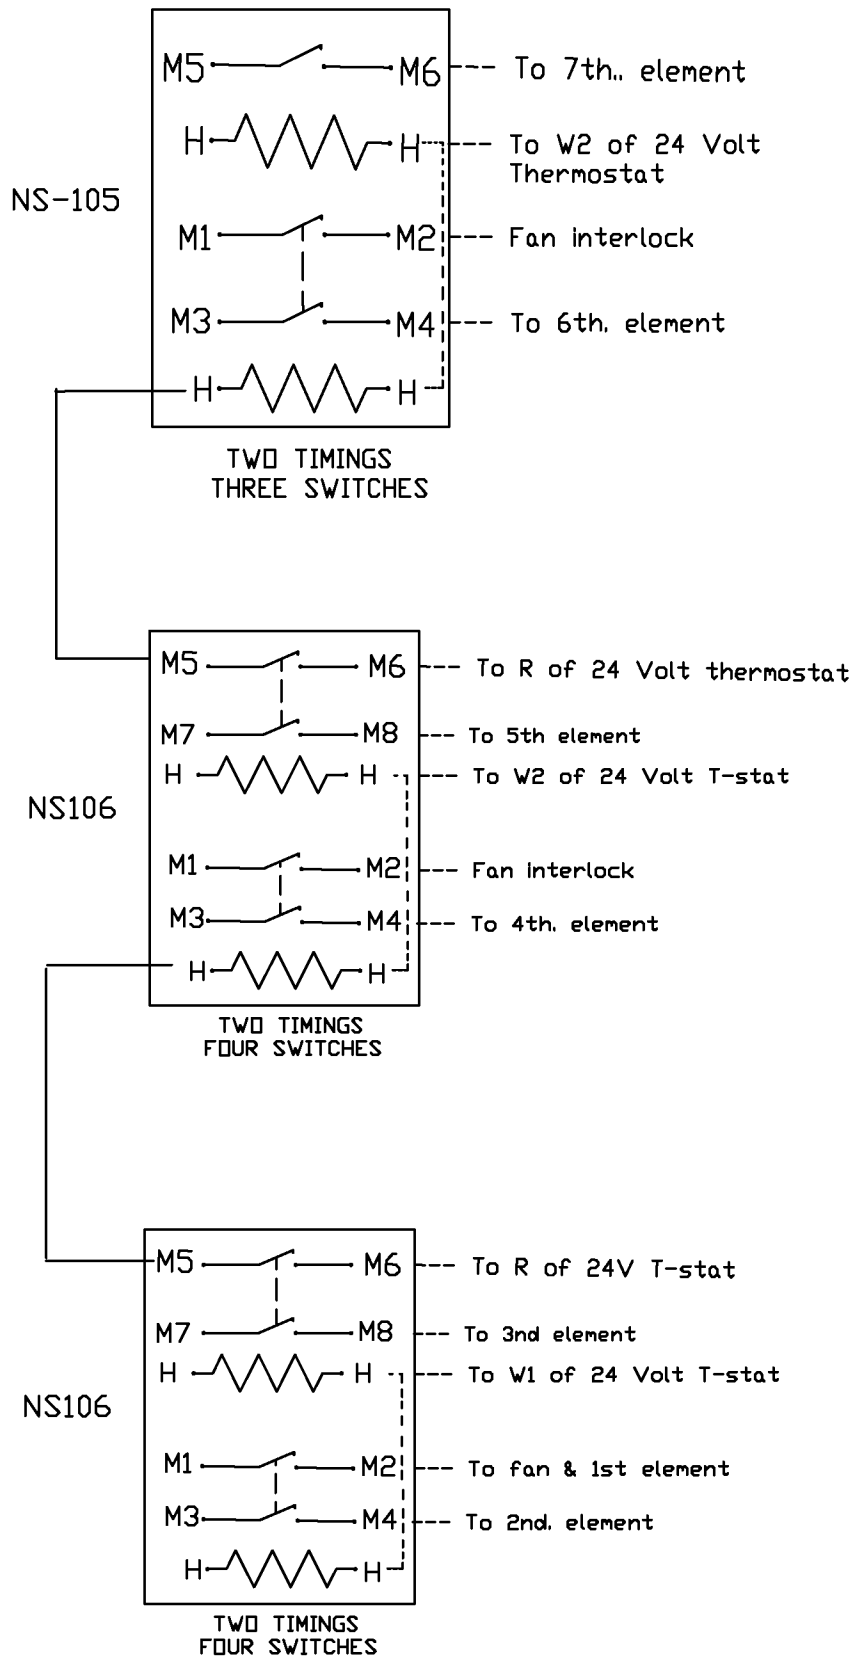 M5 M6 To 7th.. element
H H To W2 of 24 Volt
Thermostat
NS-105
M1 M2 Fan interlock
M3 M4 To 6th. element
H H
TWO TIMINGS
THREE SWITCHES
M5 M6 To R of 24 Volt thermostat
M7 M8 To 5th element
H H To W2 of 24 Volt T-stat
NS106
M1 M2 Fan interlock
M3 M4 To 4th. element
H H
TWO TIMINGS
FOUR SWITCHES
M5 M6 To R of 24V T-stat
M7 M8 To 3nd element
H H To W1 of 24 Volt T-stat
NS106
M1 M2 To fan & 1st element
M3 M4 To 2nd. element
H H
TWO TIMINGS
FOUR SWITCHES